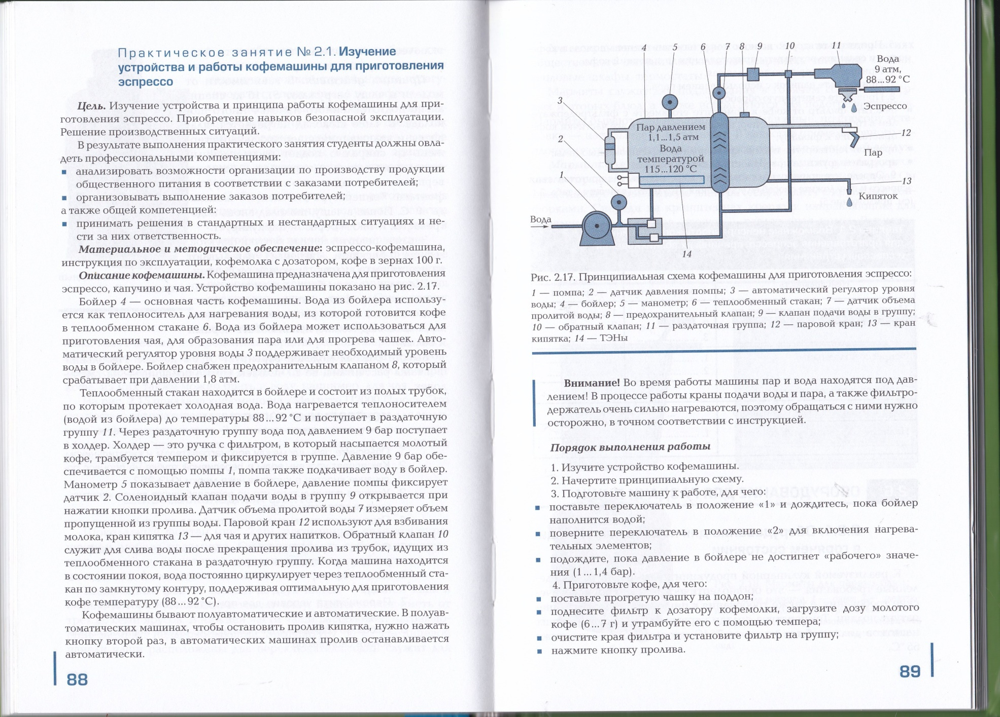 Практическое занятие № 2.1. Изучение
устройства и работы кофемашины для приготовления
эспрессо
Цель. Изучение устройства и принципа работы кофемашины для при-
готовления эспрессо. Приобретение навыков безопасной эксплуатации.
Решение производственных ситуаций.
В результате выполнения практического занятия студенты должны овла-
деть профессиональными компетенциями:
■ анализировать возможности организации по производству продукции
общественного питания в соответствии с заказами потребителей;
■ организовывать выполнение заказов потребителей;
а также общей компетенцией:
■ принимать решения в стандартных и нестандартных ситуациях и не-
сти за них ответственность.
Материальное и методическое обеспечение: эспрессо-кофемашина,
инструкция по эксплуатации, кофемолка с дозатором, кофе в зернах 100 г.
Описание кофемашины. Кофемашина предназначена для приготовления
эспрессо, капучино и чая. Устройство кофемашины показано на рис. 2.17.
Бойлер 4 — основная часть кофемашины. Вода из бойлера использу-
ется как теплоноситель для нагревания воды, из которой готовится кофе
в теплообменном стакане 6. Вода из бойлера может использоваться для
приготовления чая, для образования пара или для прогрева чашек. Авто-
матический регулятор уровня воды 3 поддерживает необходимый уровень
воды в бойлере. Бойлер снабжен предохранительным клапаном 8, который
срабатывает при давлении 1,8 атм.
Теплообменный стакан находится в бойлере и состоит из полых трубок,
по которым протекает холодная вода. Вода нагревается теплоносителем
(водой из бойлера) до температуры 88...92 °С и поступает в раздаточную
группу 11. Через раздаточную группу вода под давлением 9 бар поступает
в холдер. Холдер — это ручка с фильтром, в который насыпается молотый
кофе, трамбуется темпером и фиксируется в группе. Давление 9 бар обе-
спечивается с помощью помпы 1, помпа также подкачивает воду в бойлер.
Манометр 5 показывает давление в бойлере, давление помпы фиксирует
датчик 2. Соленоидный клапан подачи воды в группу 9 открывается при
нажатии кнопки пролива. Датчик объема пролитой воды 7 измеряет объем
пропущенной из группы воды. Паровой кран 12 используют для взбивания
молока, кран кипятка 13 — для чая и других напитков. Обратный клапан 10
служит для слива воды после прекращения пролива из трубок, идущих из
теплообменного стакана в раздаточную группу. Когда машина находится
в состоянии покоя, вода постоянно циркулирует через теплообменный ста-
кан по замкнутому контуру, поддерживая оптимальную для приготовления
кофе температуру (88...92 °С).
Кофемашины бывают полуавтоматические и автоматические. В полуав-
томатических машинах, чтобы остановить пролив кипятка, нужно нажать
кнопку второй раз, в автоматических машинах пролив останавливается
автоматически.
88
4 5 6 7 8 9 10 11
Вода
9 атм,
88...92 °С
Эспрессо
3
2
1
Пар давлением
1,1...1,5 атм
Вода
температурой
115...120 °С
12
Пар
13
Кипяток
Вода
14
Рис. 2.17. Принципиальная схема кофемашины для приготовления эспрессо:
1 — помпа; 2 — датчик давления помпы; 3 — автоматический регулятор уровня
воды; 4 — бойлер; 5 — манометр; 6 — теплообменный стакан; 7 — датчик объема
пролитой воды; 8 — предохранительный клапан; 9 — клапан подачи воды в группу;
10 — обратный клапан; 11 — раздаточная группа; 12 — паровой кран; 13 — кран
кипятка; 14 — ТЭНы
Внимание! Во время работы машины пар и вода находятся под дав-
лением! В процессе работы краны подачи воды и пара, а также фильтро-
держатель очень сильно нагреваются, поэтому обращаться с ними нужно
осторожно, в точном соответствии с инструкцией.
Порядок выполнения работы
1. Изучите устройство кофемашины.
2. Начертите принципиальную схему.
3. Подготовьте машину к работе, для чего:
■ поставьте переключатель в положение «1» и дождитесь, пока бойлер
наполнится водой;
■ поверните переключатель в положение «2» для включения нагрева-
тельных элементов;
■ подождите, пока давление в бойлере не достигнет «рабочего» значе-
ния (1...1,4 бар).
4. Приготовьте кофе, для чего:
■ поставьте прогретую чашку на поддон;
■ поднесите фильтр к дозатору кофемолки, загрузите дозу молотого
кофе (6...7 г) и утрамбуйте его с помощью темпера;
■ очистите края фильтра и установите фильтр на группу;
■ нажмите кнопку пролива.
89